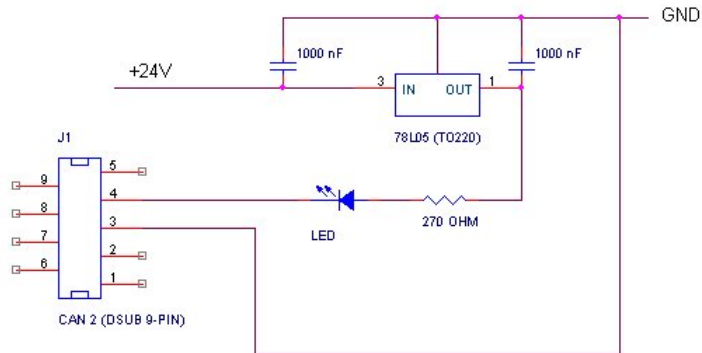 GND
1000 nF
1000 nF
+24V
3
IN
OUT
1
78L05 (TO220)
J1
5
9
4
8
3
7
2
6
1
LED
270 OHM
CAN 2 (DSUB 9-PIN)